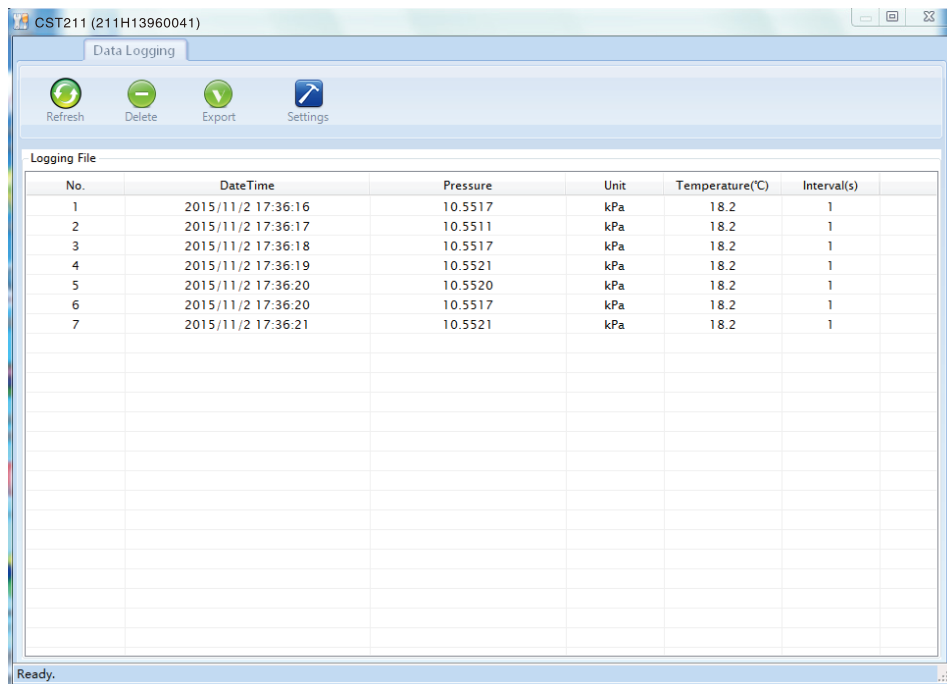 CST211 (211H13960041)
Data Logging
Refresh Delete Export Settings
Logging File
No. DateTime Pressure Unit Temperature(℃) Interval(s)
1 2015/11/2 17:36:16 10.5517 kPa 18.2 1
2 2015/11/2 17:36:17 10.5511 kPa 18.2 1
3 2015/11/2 17:36:18 10.5517 kPa 18.2 1
4 2015/11/2 17:36:19 10.5521 kPa 18.2 1
5 2015/11/2 17:36:20 10.5520 kPa 18.2 1
6 2015/11/2 17:36:20 10.5517 kPa 18.2 1
7 2015/11/2 17:36:21 10.5521 kPa 18.2 1
Ready.